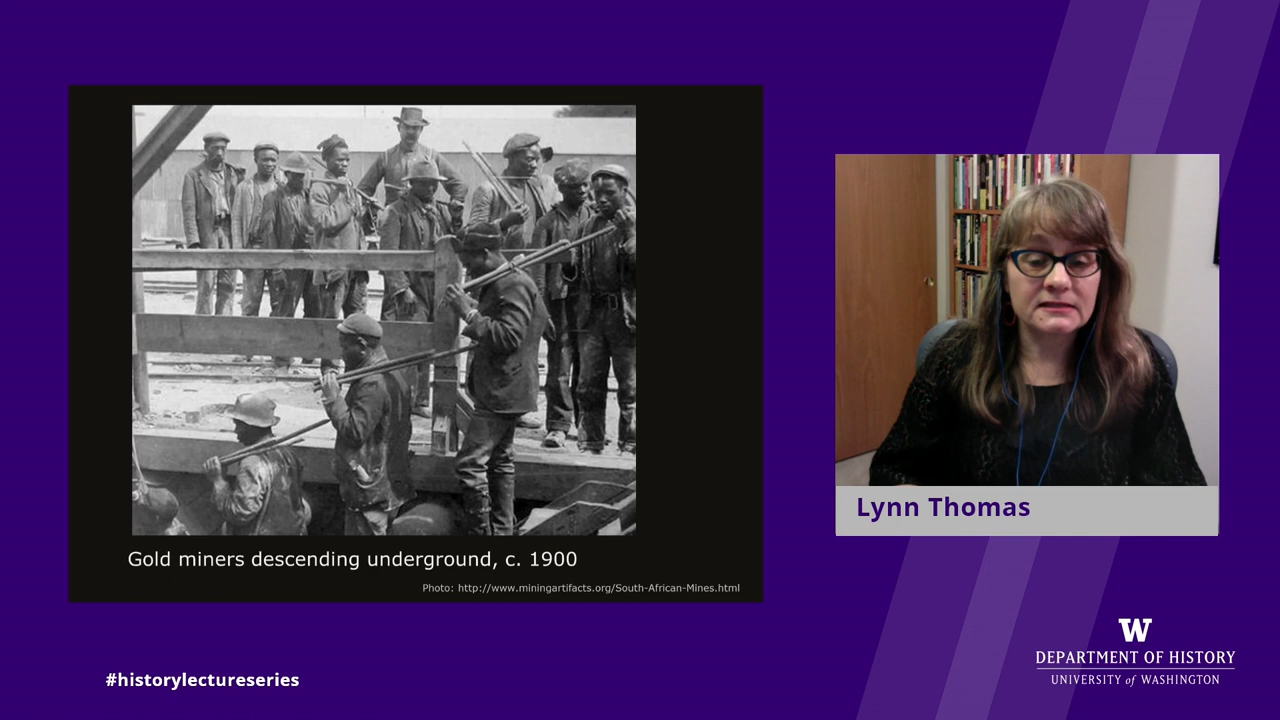 Gold miners descending underground, c. 1900
Photo: http://www.miningartifacts.org/South-African-Mines.html
Lynn Thomas
#historylectureseries
W
DEPARTMENT OF HISTORY
UNIVERSITY of WASHINGTON